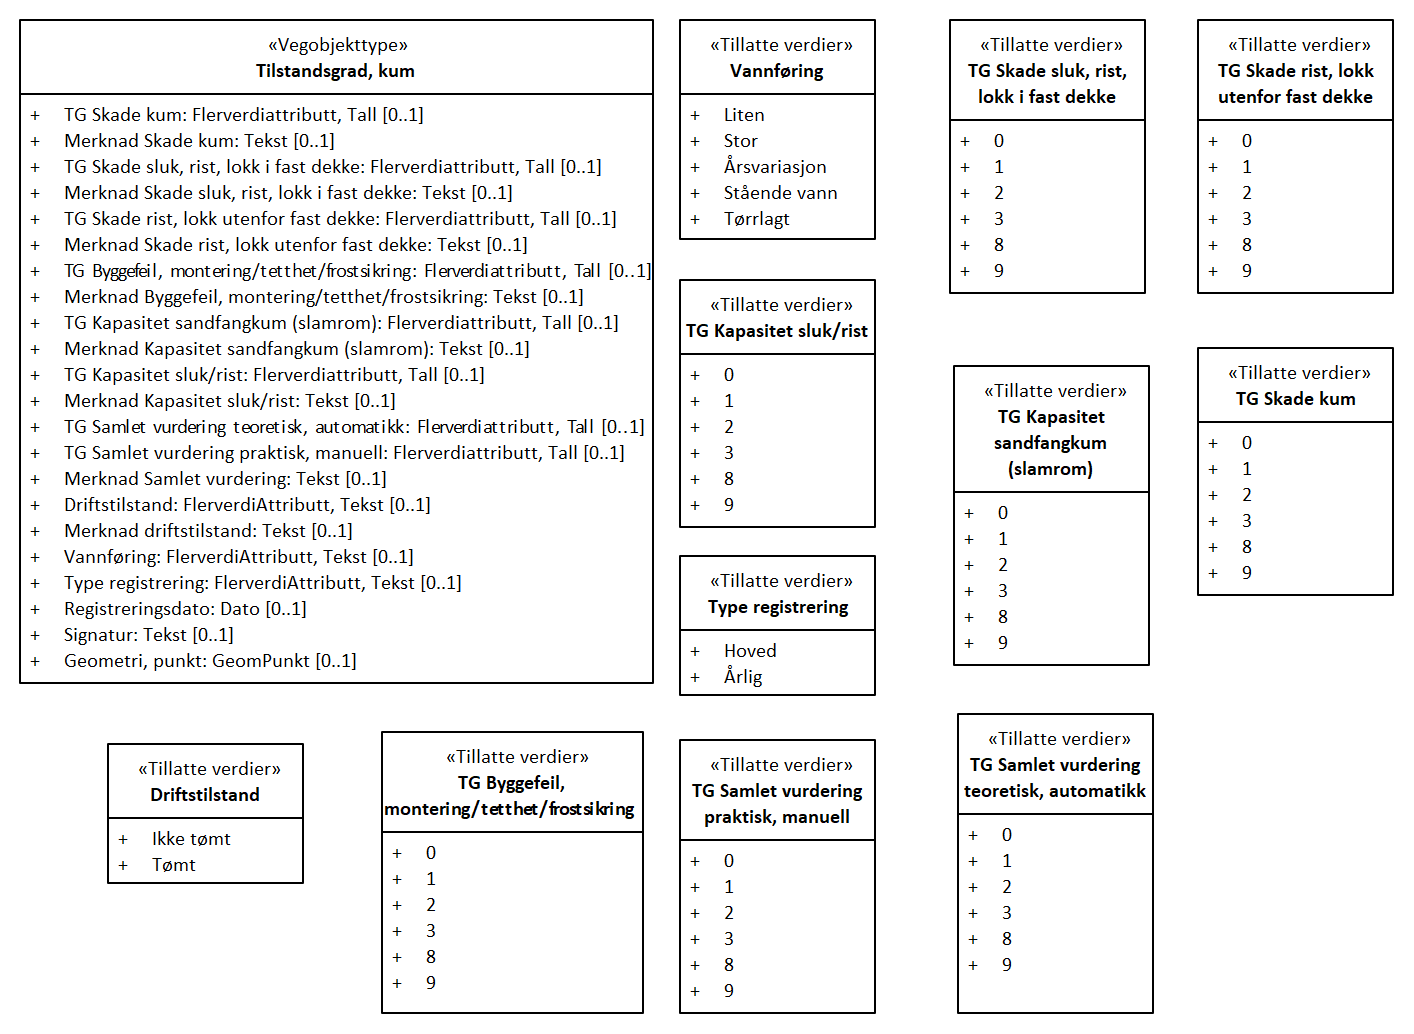 «Vegobjekttype»
Tilstandsgrad, kum
+ TG Skade kum: Flerverdiattributt, Tall [0..1]
+ Merknad Skade kum: Tekst [0..1]
+ TG Skade sluk, rist, lokk i fast dekke: Flerverdiattributt, Tall [0..1]
+ Merknad Skade sluk, rist, lokk i fast dekke: Tekst [0..1]
+ TG Skade rist, lokk utenfor fast dekke: Flerverdiattributt, Tall [0..1]
+ Merknad Skade rist, lokk utenfor fast dekke: Tekst [0..1]
+ TG Byggefeil, montering/tetthet/frostsikring: Flerverdiattributt, Tall [0..1]
+ Merknad Byggefeil, montering/tetthet/frostsikring: Tekst [0..1]
+ TG Kapasitet sandfangkum (slamrom): Flerverdiattributt, Tall [0..1]
+ Merknad Kapasitet sandfangkum (slamrom): Tekst [0..1]
+ TG Kapasitet sluk/rist: Flerverdiattributt, Tall [0..1]
+ Merknad Kapasitet sluk/rist: Tekst [0..1]
+ TG Samlet vurdering teoretisk, automatikk: Flerverdiattributt, Tall [0..1]
+ TG Samlet vurdering praktisk, manuell: Flerverdiattributt, Tall [0..1]
+ Merknad Samlet vurdering: Tekst [0..1]
+ Driftstilstand: FlerverdiAttributt, Tekst [0..1]
+ Merknad driftstilstand: Tekst [0..1]
+ Vannføring: FlerverdiAttributt, Tekst [0..1]
+ Type registrering: FlerverdiAttributt, Tekst [0..1]
+ Registreringsdato: Dato [0..1]
+ Signatur: Tekst [0..1]
+ Geometri, punkt: GeomPunkt [0..1]
«Tillatte verdier»
Vannføring
+ Liten
+ Stor
+ Årsvariasjon
+ Stående vann
+ Tørrlagt
«Tillatte verdier»
TG Skade sluk, rist,
lokk i fast dekke
+ 0
+ 1
+ 2
+ 3
+ 8
+ 9
«Tillatte verdier»
TG Skade rist, lokk
utenfor fast dekke
+ 0
+ 1
+ 2
+ 3
+ 8
+ 9
«Tillatte verdier»
TG Kapasitet sluk/rist
+ 0
+ 1
+ 2
+ 3
+ 8
+ 9
«Tillatte verdier»
TG Kapasitet
sandfangkum
(slamrom)
+ 0
+ 1
+ 2
+ 3
+ 8
+ 9
«Tillatte verdier»
TG Skade kum
+ 0
+ 1
+ 2
+ 3
+ 8
+ 9
«Tillatte verdier»
Type registrering
+ Hoved
+ Årlig
«Tillatte verdier»
Driftstilstand
+ Ikke tømt
+ Tømt
«Tillatte verdier»
TG Byggefeil,
montering/tetthet/frostsikring
+ 0
+ 1
+ 2
+ 3
+ 8
+ 9
«Tillatte verdier»
TG Samlet vurdering
praktisk, manuell
+ 0
+ 1
+ 2
+ 3
+ 8
+ 9
«Tillatte verdier»
TG Samlet vurdering
teoretisk, automatikk
+ 0
+ 1
+ 2
+ 3
+ 8
+ 9